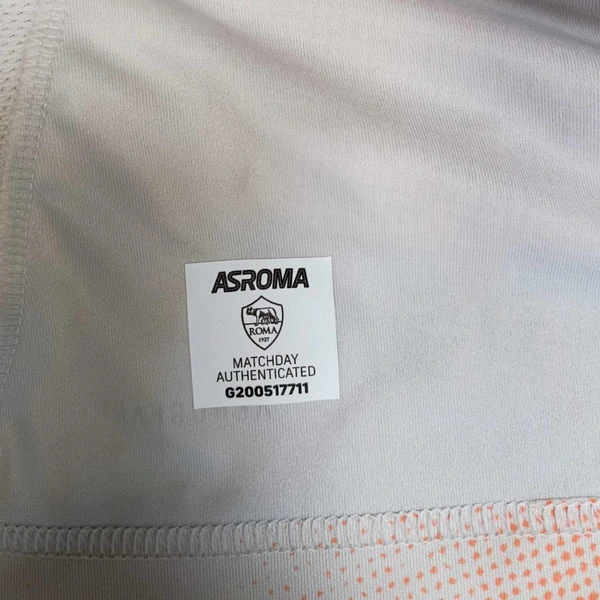 ASROMA
ROMA
1927
MATCHDAY
AUTHENTICATED
G200517711